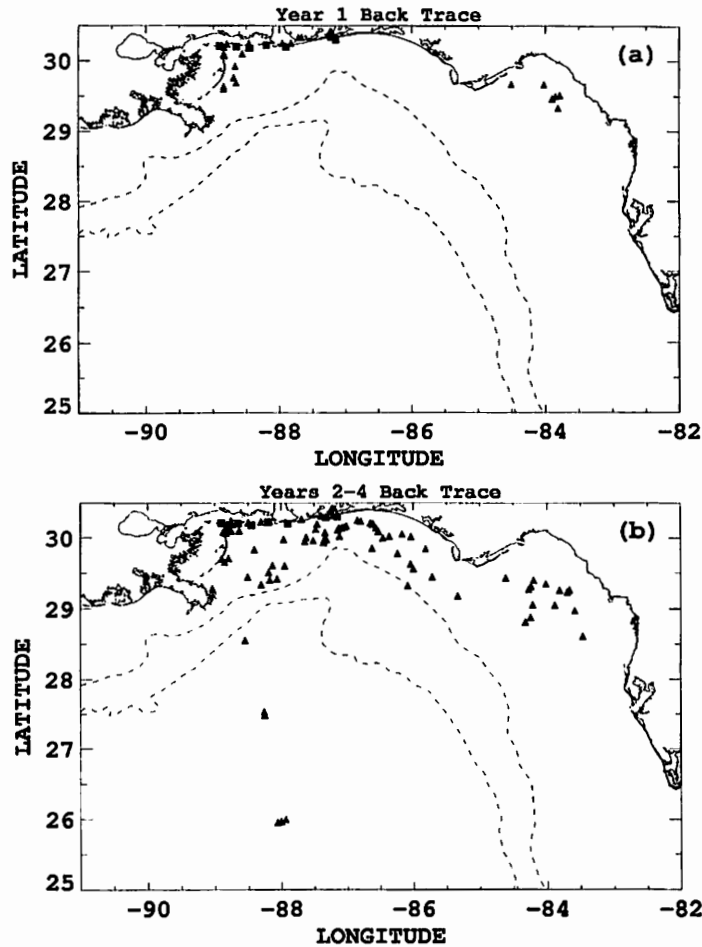 Year 1 Back Trace
(a)
30
29
28
27
26
25
LATITUDE
-90
-88
-86
-84
-82
LONGITUDE
Years 2-4 Back Trace
(b)
30
29
28
27
26
25
LATITUDE
-90
-88
-86
-84
-82
LONGITUDE